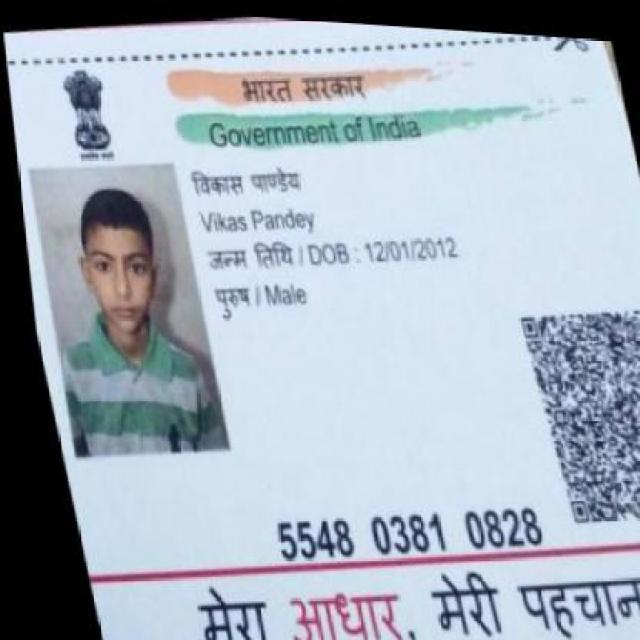 भारत सरकार
Government of India
विकास पाण्डेय
Vikas Pandey
जन्म तिथि / DOB : 12/01/2012
पुरुष / Male
5548 0381 0828
मेरा आधार, मेरी पहचान